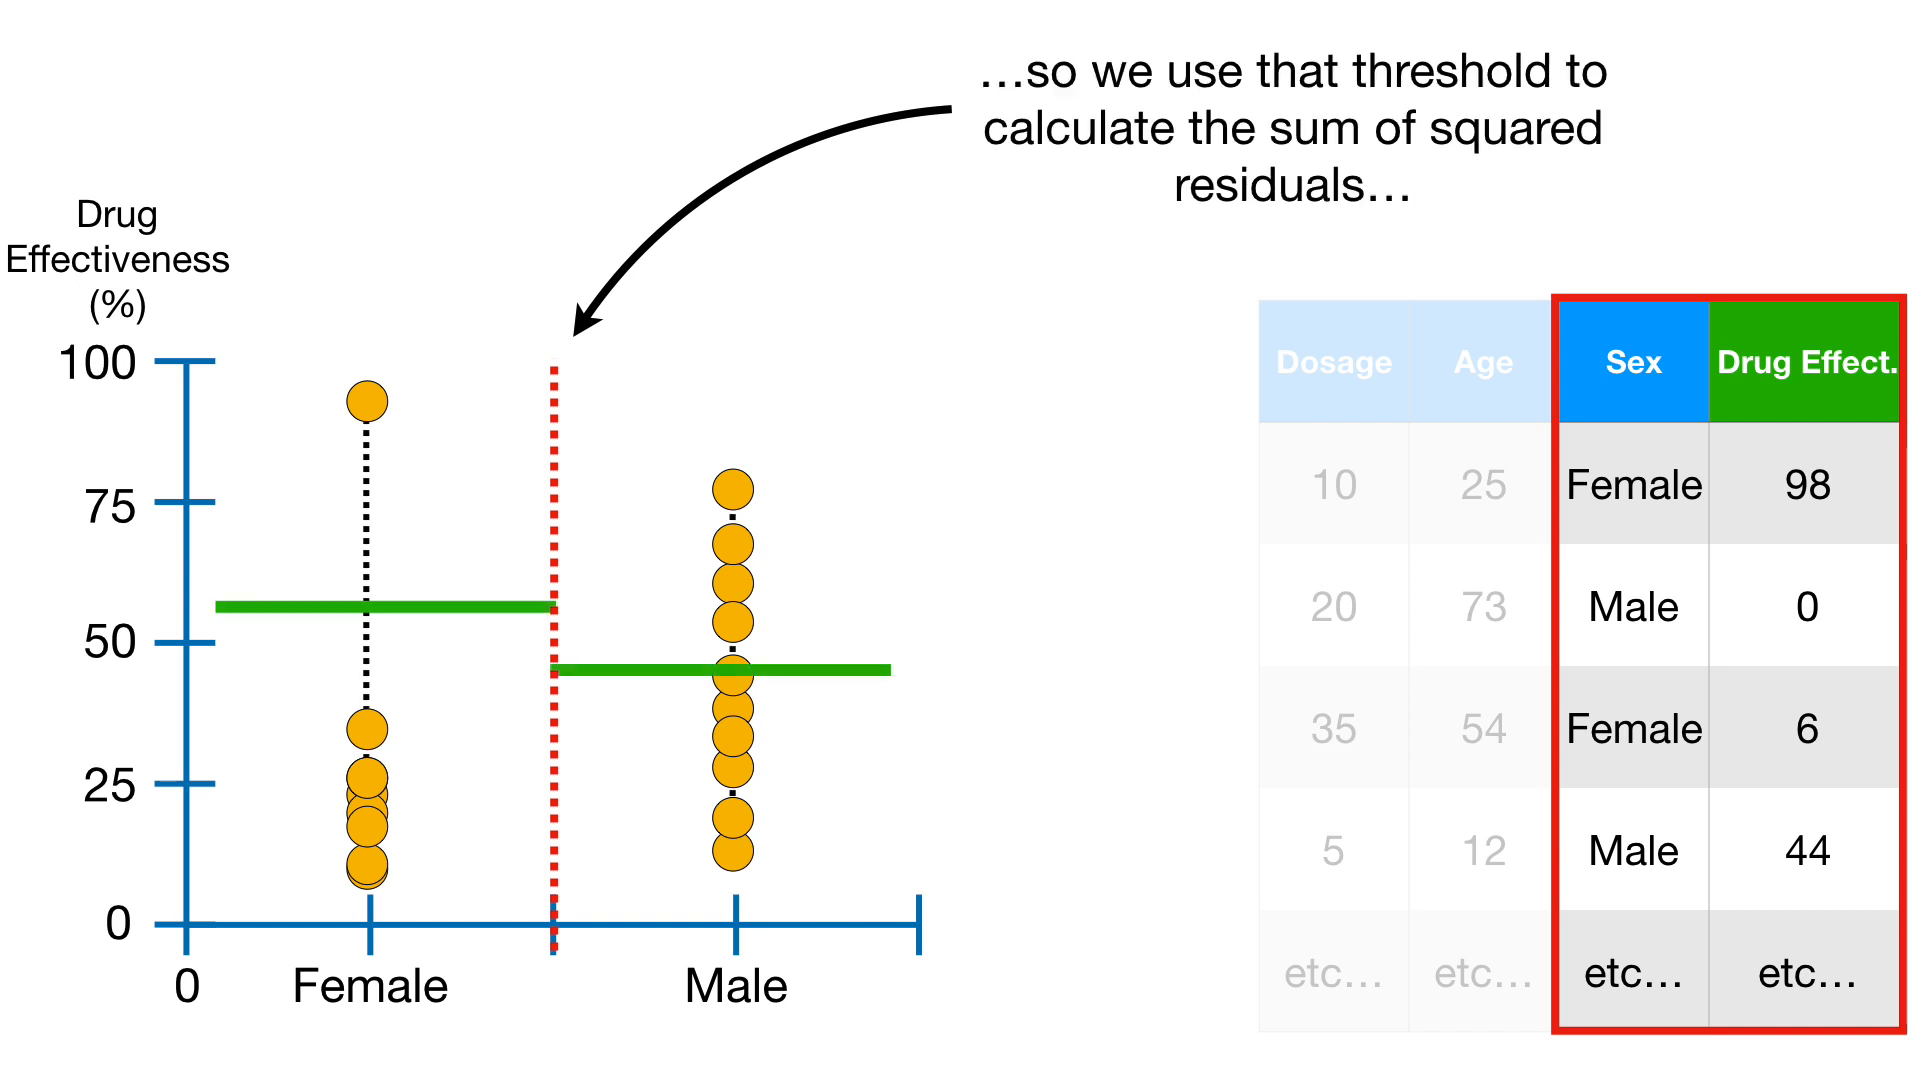 …so we use that threshold to
calculate the sum of squared
residuals…
Drug
Effectiveness
(%)
100
75
50
25
0
0 Female Male
Dosage Age Sex Drug Effect.
10 25 Female 98
20 73 Male 0
35 54 Female 6
5 12 Male 44
etc… etc… etc… etc…